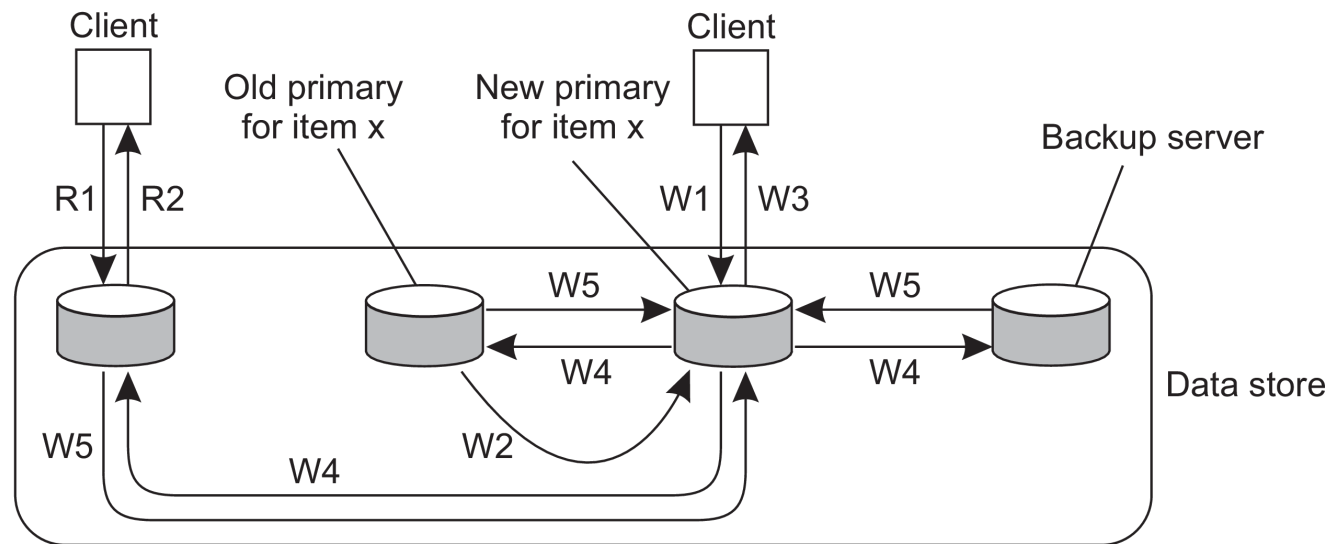 Client
Client
Old primary
for item x
New primary
for item x
Backup server
R1
R2
W1
W3
W5
W5
W4
W4
Data store
W5
W2
W4